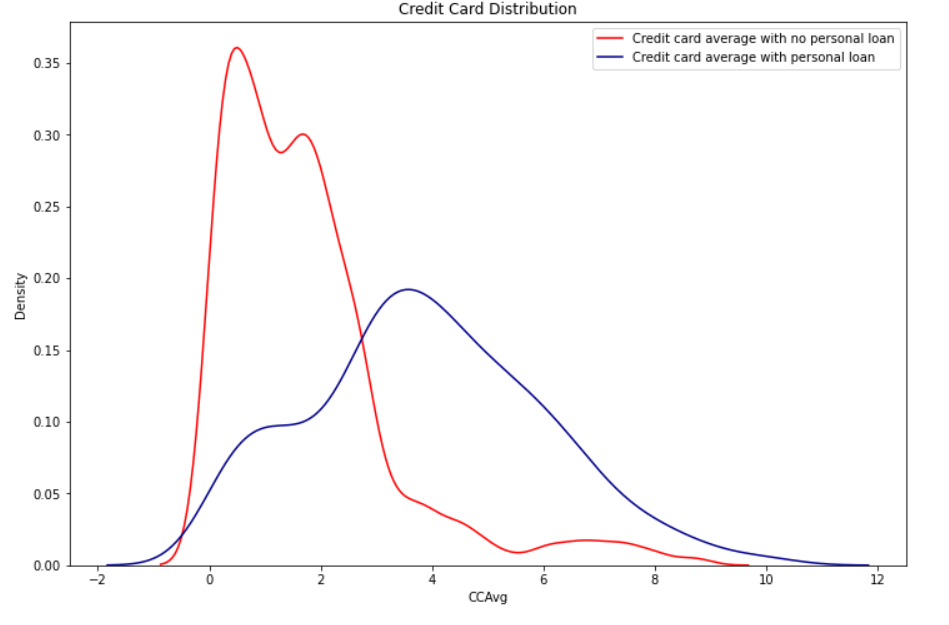 Credit Card Distribution
Credit card average with no personal loan
Credit card average with personal loan
0.35
0.30
0.25
0.20
0.15
0.10
0.05
0.00
Density
−2 0 2 4 6 8 10 12
CCAvg